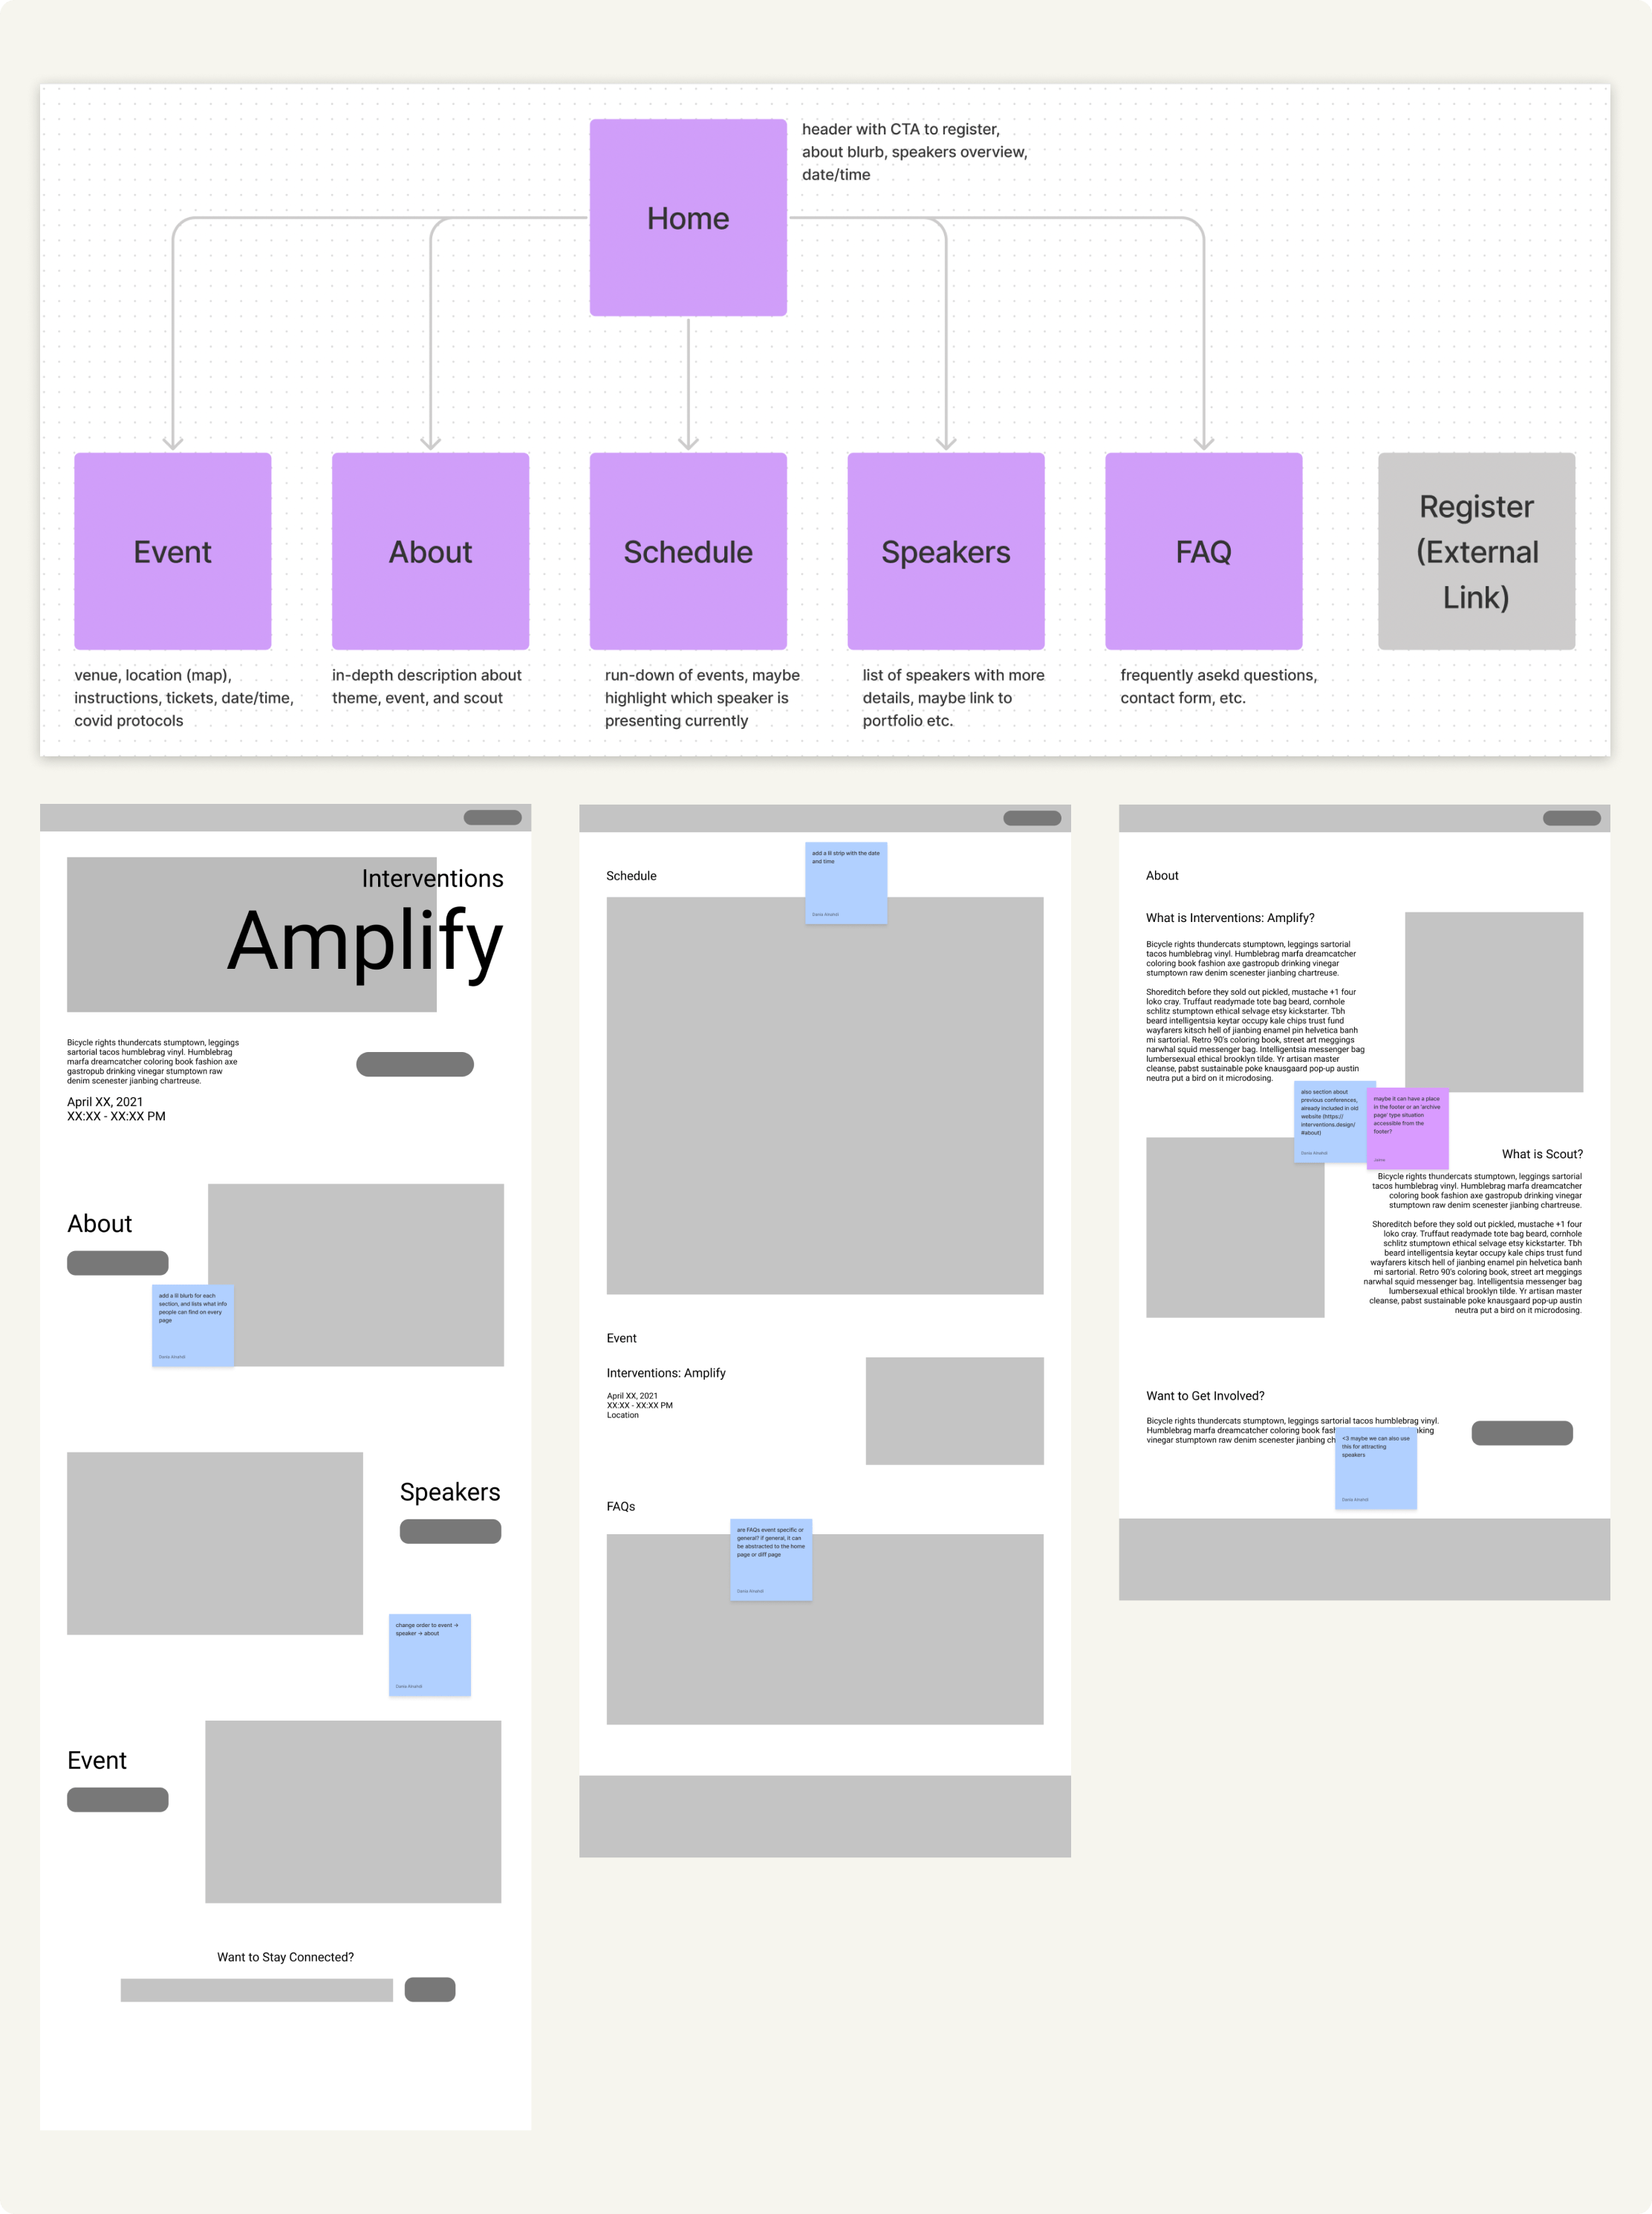 header with CTA to register,
about blurb, speakers overview,
date/time
Home
Event
About
Schedule
Speakers
FAQ
Register
(External
Link)
venue, location (map),
instructions, tickets, date/time,
covid protocols
in-depth description about
theme, event, and scout
run-down of events, maybe
highlight which speaker is
presenting currently
list of speakers with more
details, maybe link to
portfolio etc.
frequently asekd questions,
contact form, etc.
Interventions
Amplify
Bicycle rights thundercats stumptown, leggings
sartorial tacos humblebrag vinyl. Humblebrag
marfa dreamcatcher coloring book fashion axe
gastropub drinking vinegar stumptown raw
denim scenester jianbing chartreuse.
April XX, 2021
XX:XX - XX:XX PM
About
add a lil blurb for each
section, and lists what info
people can find on every
page
Dania Alnahdi
Speakers
change order to event →
speaker → about
Dania Alnahdi
Event
Want to Stay Connected?
Schedule
add a lil strip with the date
and time
Dania Alnahdi
Event
Interventions: Amplify
April XX, 2021
XX:XX - XX:XX PM
Location
FAQs
are FAQs event specific or
general? if general, it can
be abstracted to the home
page or diff page
Dania Alnahdi
About
What is Interventions: Amplify?
Bicycle rights thundercats stumptown, leggings sartorial
tacos humblebrag vinyl. Humblebrag marfa dreamcatcher
coloring book fashion axe gastropub drinking vinegar
stumptown raw denim scenester jianbing chartreuse.
Shoreditch before they sold out pickled, mustache +1 four
loko cray. Truffaut readymade tote bag beard, cornhole
schlitz stumptown ethical selvage etsy kickstarter. Tbh
beard intelligentsia keytar occupy kale chips trust fund
wayfarers kitsch hell of jianbing enamel pin helvetica banh
mi sartorial. Retro 90's coloring book, street art meggings
narwhal squid messenger bag. Intelligentsia messenger bag
lumbersexual ethical brooklyn tilde. Yr artisan master
cleanse, pabst sustainable poke knausgaard pop-up austin
neutra put a bird on it microdosing.
also section about
previous conferences,
already included in old
website (https://
interventions.design/
#about)
Dania Alnahdi
maybe it can have a place
in the footer or an 'archive
page' type situation
accessible from the
footer?
What is Scout?
Bicycle rights thundercats stumptown, leggings sartorial
tacos humblebrag vinyl. Humblebrag marfa dreamcatcher
coloring book fashion axe gastropub drinking vinegar
stumptown raw denim scenester jianbing chartreuse.
Shoreditch before they sold out pickled, mustache +1 four
loko cray. Truffaut readymade tote bag beard, cornhole
schlitz stumptown ethical selvage etsy kickstarter. Tbh
beard intelligentsia keytar occupy kale chips trust fund
wayfarers kitsch hell of jianbing enamel pin helvetica banh
mi sartorial. Retro 90's coloring book, street art meggings
narwhal squid messenger bag. Intelligentsia messenger bag
lumbersexual ethical brooklyn tilde. Yr artisan master
cleanse, pabst sustainable poke knausgaard pop-up austin
neutra put a bird on it microdosing.
Want to Get Involved?
Bicycle rights thundercats stumptown, leggings sartorial tacos humblebrag vinyl.
Humblebrag marfa dreamcatcher coloring book
vinegar stumptown raw denim scenester jianbing
<3 maybe we can also use
this for attracting
speakers
Dania Alnahdi